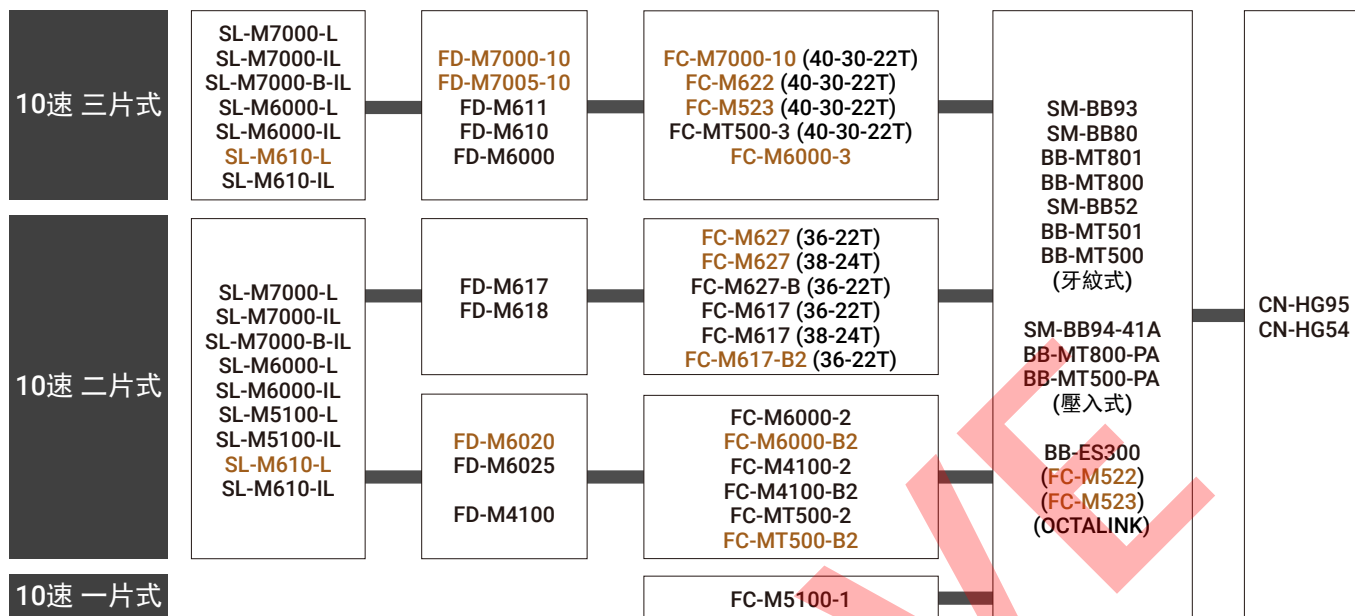 10速 三片式
SL-M7000-L
SL-M7000-IL
SL-M7000-B-IL
SL-M6000-L
SL-M6000-IL
SL-M610-L
SL-M610-IL
FD-M7000-10
FD-M7005-10
FD-M611
FD-M610
FD-M6000
FC-M7000-10 (40-30-22T)
FC-M622 (40-30-22T)
FC-M523 (40-30-22T)
FC-MT500-3 (40-30-22T)
FC-M6000-3
10速 二片式
SL-M7000-L
SL-M7000-IL
SL-M7000-B-IL
SL-M6000-L
SL-M6000-IL
SL-M5100-L
SL-M5100-IL
SL-M610-L
SL-M610-IL
FD-M617
FD-M618
FC-M627 (36-22T)
FC-M627 (38-24T)
FC-M627-B (36-22T)
FC-M617 (36-22T)
FC-M617 (38-24T)
FC-M617-B2 (36-22T)
FD-M6020
FD-M6025
FD-M4100
FC-M6000-2
FC-M6000-B2
FC-M4100-2
FC-M4100-B2
FC-MT500-2
FC-MT500-B2
10速 一片式
FC-M5100-1
SM-BB93
SM-BB80
BB-MT801
BB-MT800
SM-BB52
BB-MT501
BB-MT500
(牙紋式)
SM-BB94-41A
BB-MT800-PA
BB-MT500-PA
(壓入式)
BB-ES300
(FC-M522)
(FC-M523)
(OCTALINK)
CN-HG95
CN-HG54